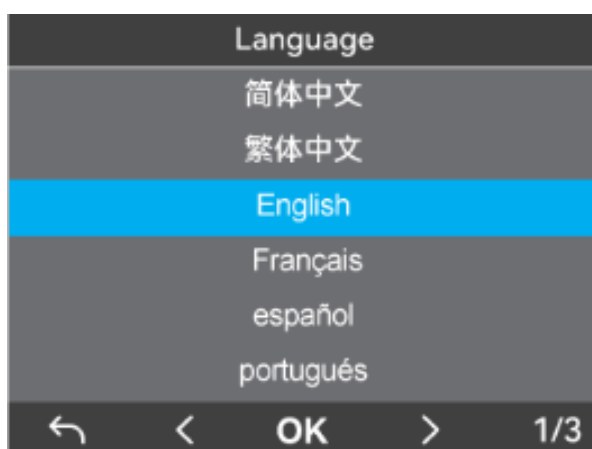 Language
简体中文
繁体中文
English
Français
español
portugués
< OK > 1/3